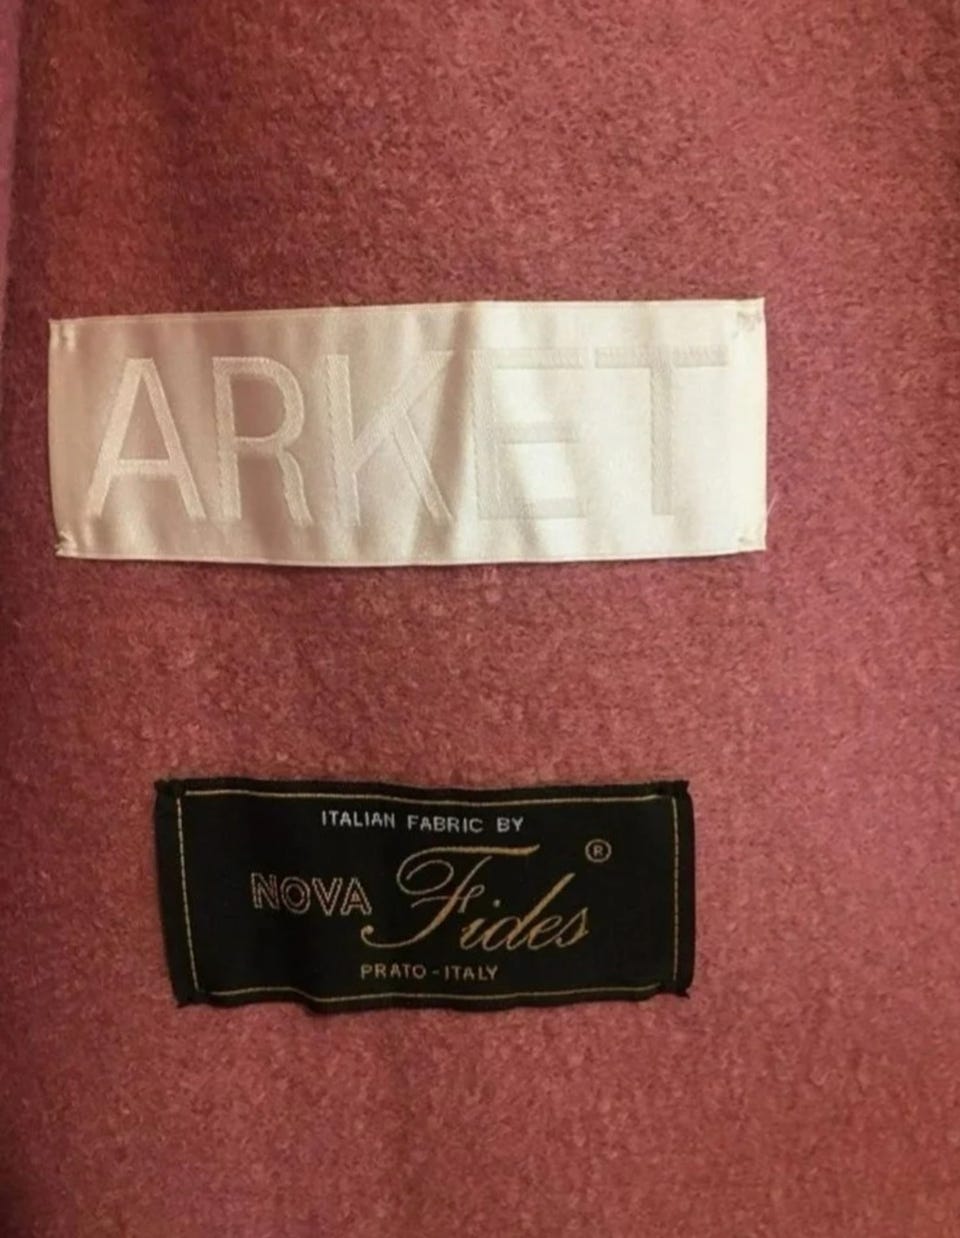 ARKET
ITALIAN FABRIC BY
NOVA Fides ®
PRATO-ITALY